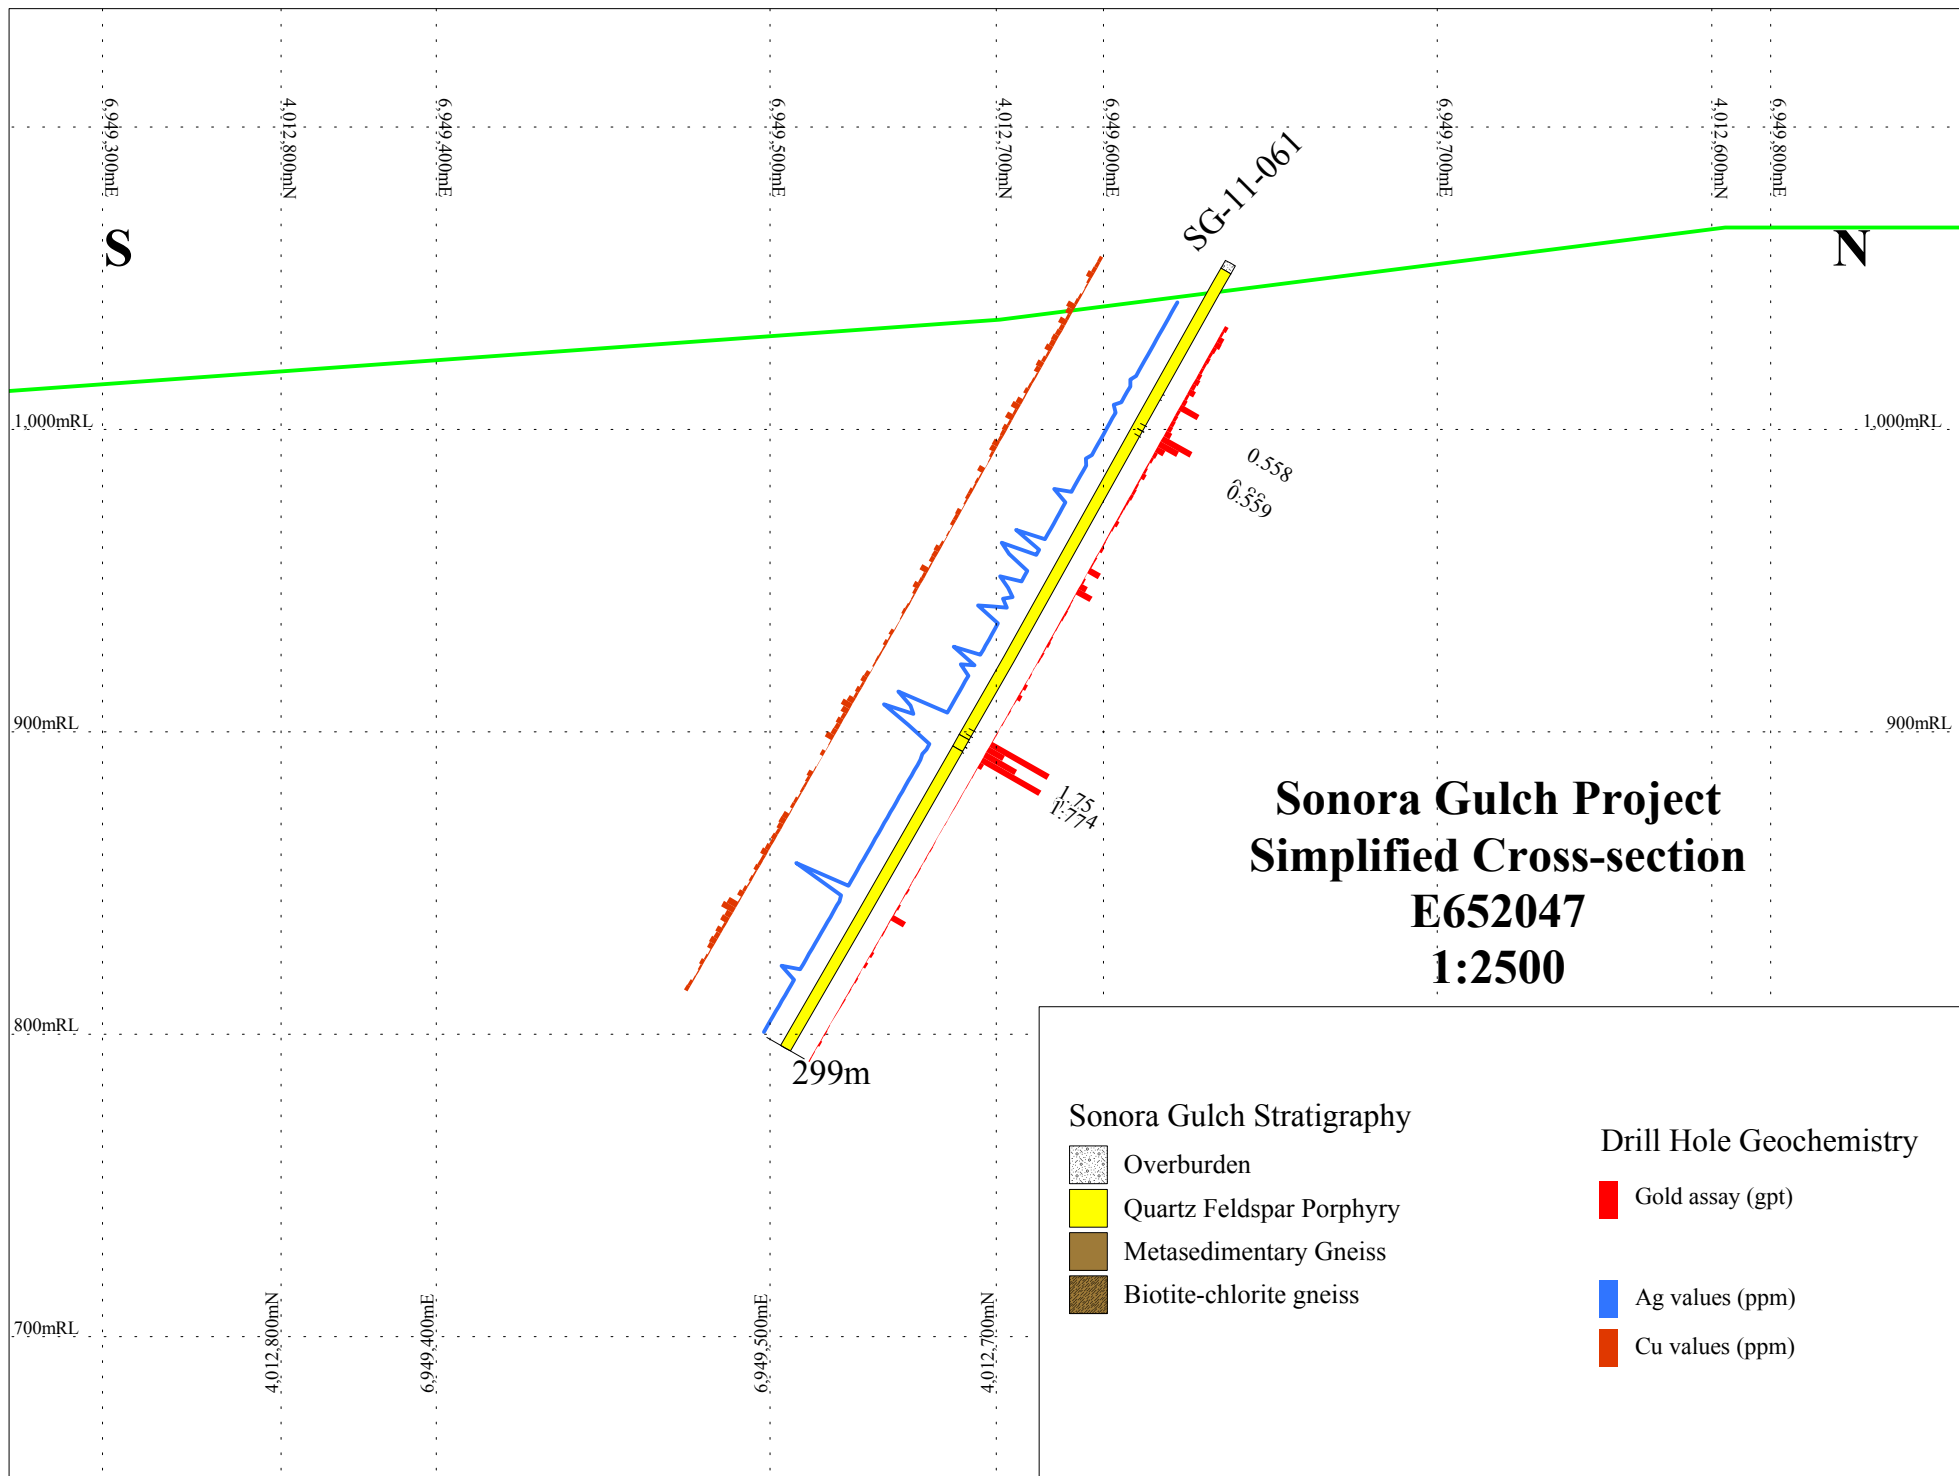 6,949,300mE
4,012,800mN
6,949,400mE
6,949,500mE
4,012,700mN
6,949,600mE
6,949,700mE
4,012,600mN
6,949,800mE
SG-11-061
S
N
1,000mRL
1,000mRL
0.558
0.559
900mRL
900mRL
1.75
1.774
Sonora Gulch Project
Simplified Cross-section
E652047
1:2500
800mRL
299m
Sonora Gulch Stratigraphy
Overburden
Quartz Feldspar Porphyry
Metasedimentary Gneiss
Biotite-chlorite gneiss
Drill Hole Geochemistry
Gold assay (gpt)
Ag values (ppm)
Cu values (ppm)
700mRL
4,012,800mN
6,949,400mE
6,949,500mE
4,012,700mN